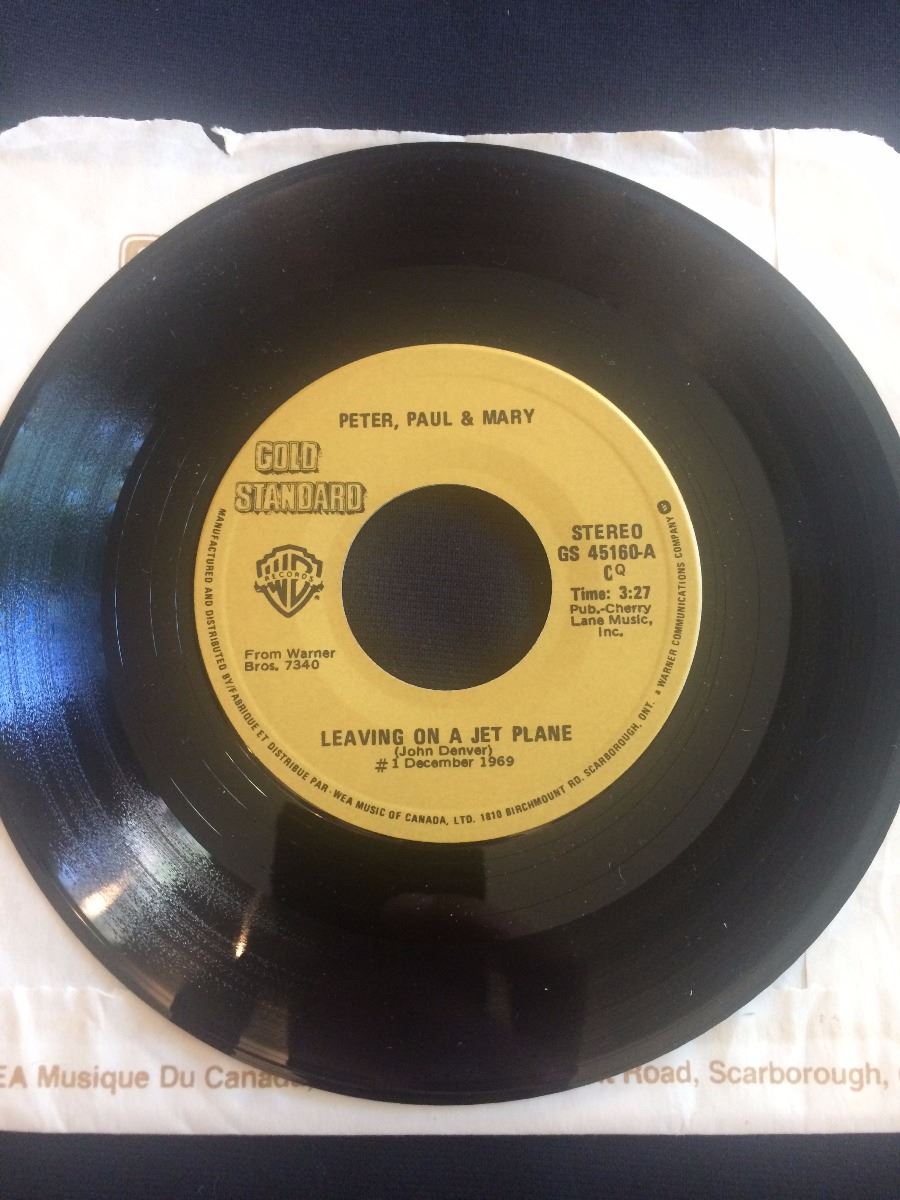 PETER, PAUL & MARY
GOLD
STANDARD
W RECORDS ®
From Warner
Bros. 7340
STEREO
GS 45160-A
CQ
Time: 3:27
Pub.-Cherry
Lane Music,
Inc.
LEAVING ON A JET PLANE
(John Denver)
#1 December 1969
MANUFACTURED AND DISTRIBUTED BY/FABRIQUE ET DISTRIBUE PAR· WEA MUSIC OF CANADA, LTD. 1810 BIRCHMOUNT RD. SCARBOROUGH, ONT. a WARNER COMMUNICATIONS COMPANY
EA Musique Du Canada, Road, Scarborough,